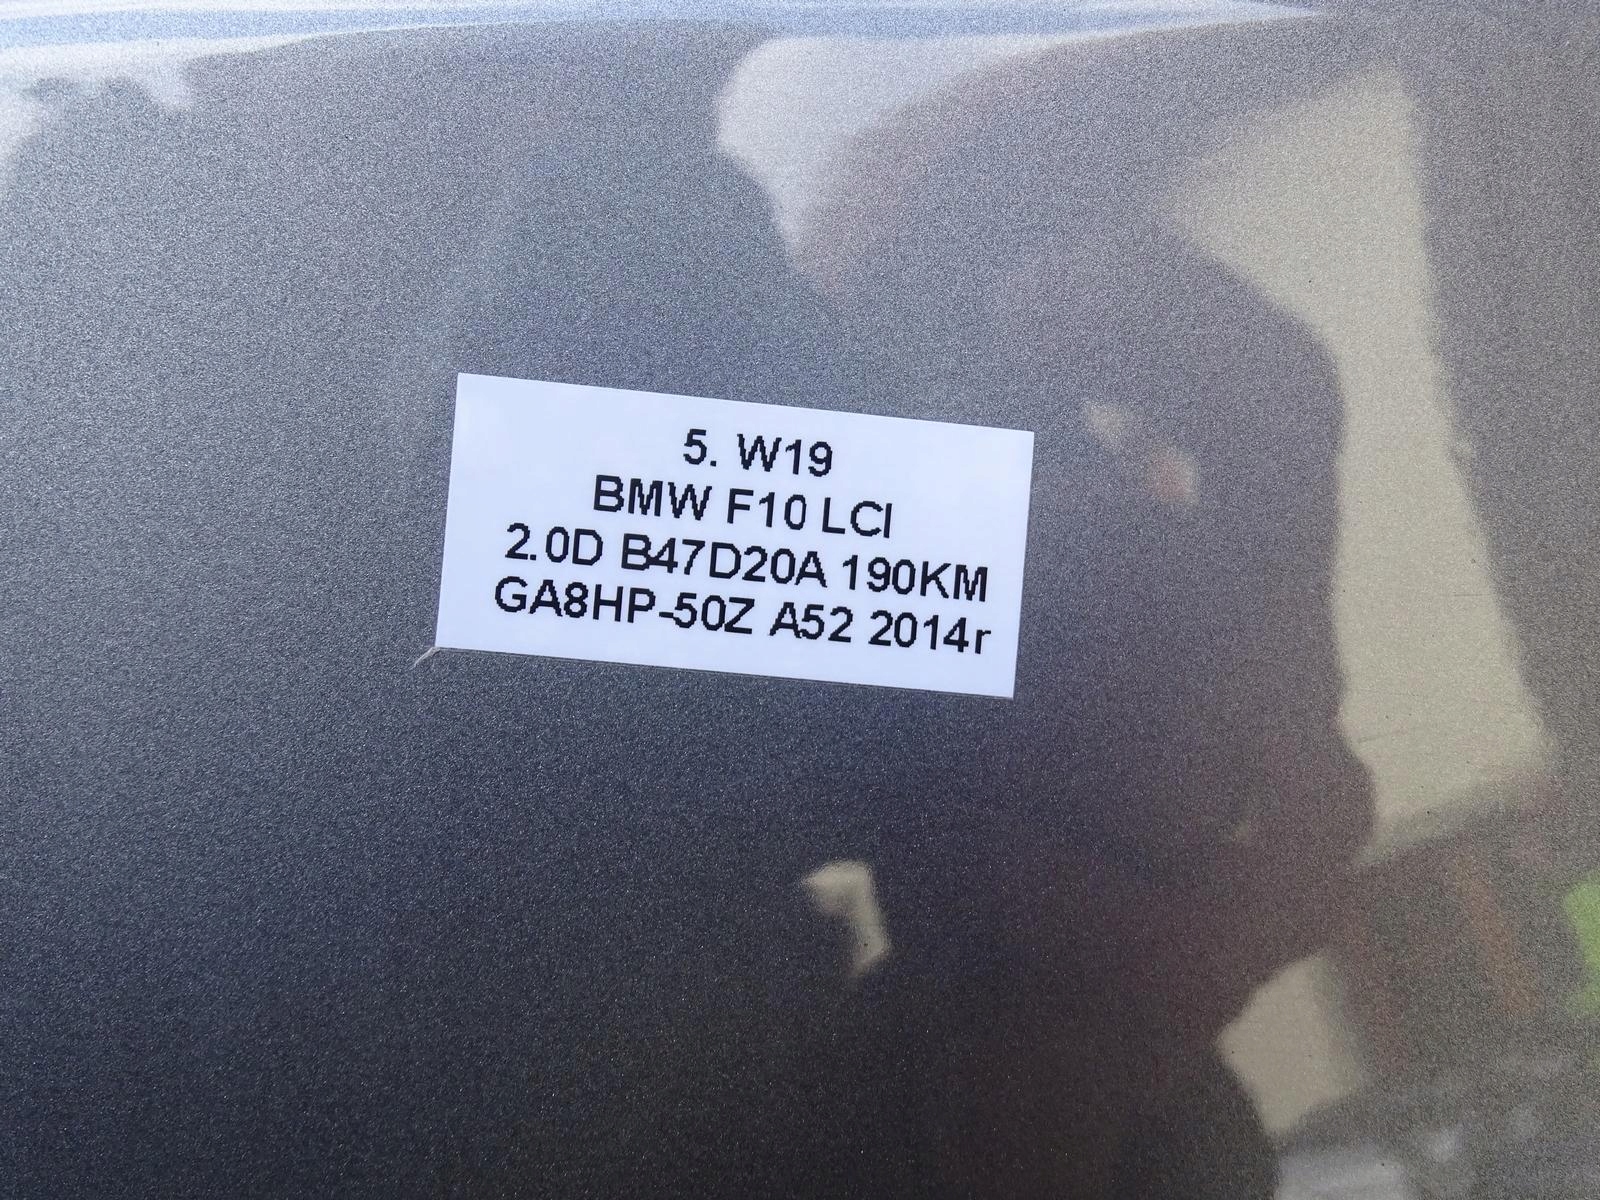 5. W19
BMW F10 LCI
2.0D B47D20A 190KM
GA8HP-50Z A52 2014r